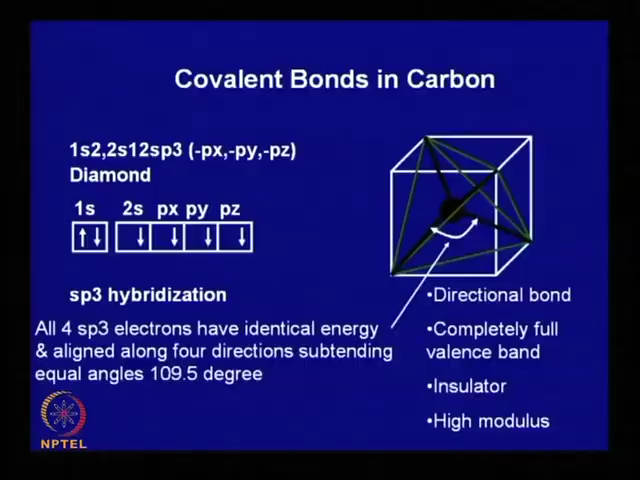 Covalent Bonds in Carbon
1s2,2s12sp3 (-px,-py,-pz)
Diamond
1s 2s px py pz
sp3 hybridization
All 4 sp3 electrons have identical energy
& aligned along four directions subtending
equal angles 109.5 degree
•Directional bond
•Completely full
valence band
•Insulator
•High modulus
NPTEL